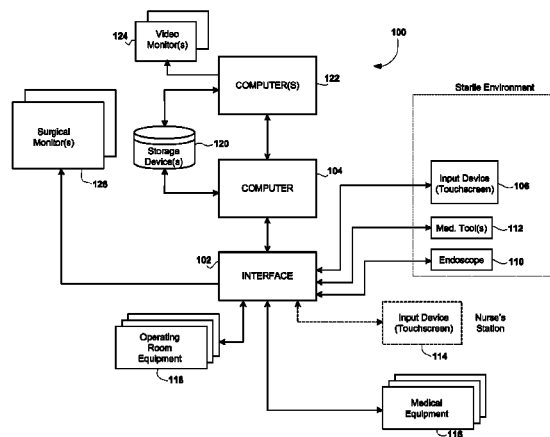 124
Video
Monitor(s)
100
COMPUTER(S)
122
Sterile Environment
Surgical
Monitor(s)
126
Storage
Device(s)
120
104
COMPUTER
Input Device
(Touchscreen)
106
Med. Tool(s)
112
102
INTERFACE
Endoscope
110
Operating
Room
Equipment
118
Input Device
(Touchscreen)
Nurse's
Station
114
Medical
Equipment
116